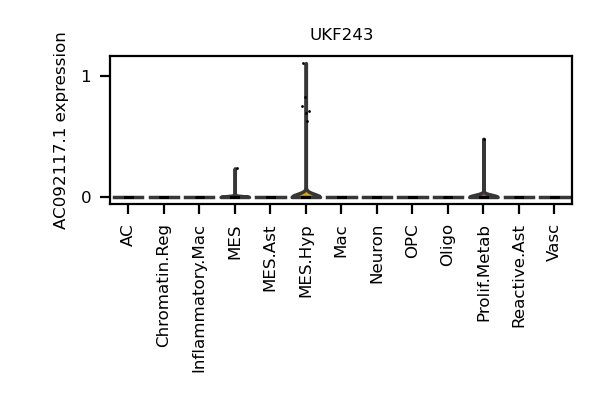 UKF243
AC092117.1 expression
1
0
AC
Chromatin.Reg
Inflammatory.Mac
MES
MES.Ast
MES.Hyp
Mac
Neuron
OPC
Oligo
Prolif.Metab
Reactive.Ast
Vasc